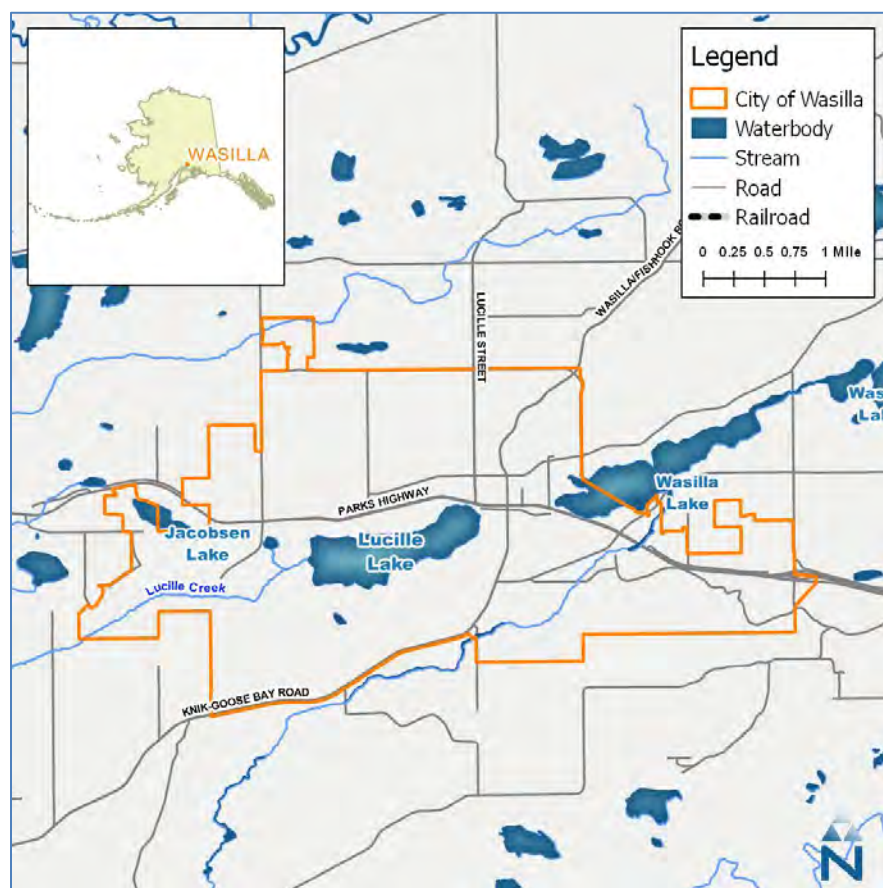 WASILLA
Legend
City of Wasilla
Waterbody
Stream
Road
Railroad
0 0.25 0.5 0.75 1 Mile
LUCILLE STREET
WASILLA/FISHHOOK
PARKS HIGHWAY
Wasilla
Lake
Jacobsen
Lake
Lucille
Lake
Lucille Creek
KNIK-GOOSE BAY ROAD
N